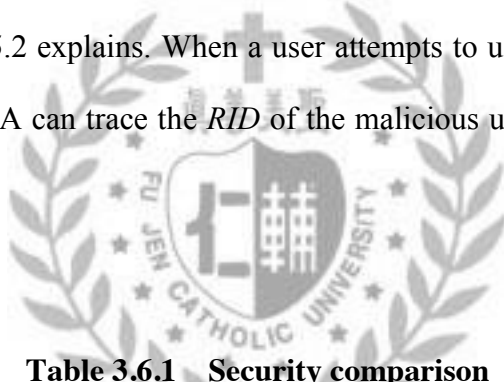 5.2 explains. When a user attempts to u
A can trace the RID of the malicious u
FU JEN CATHOLIC UNIVERSITY
Table 3.6.1 Security comparison